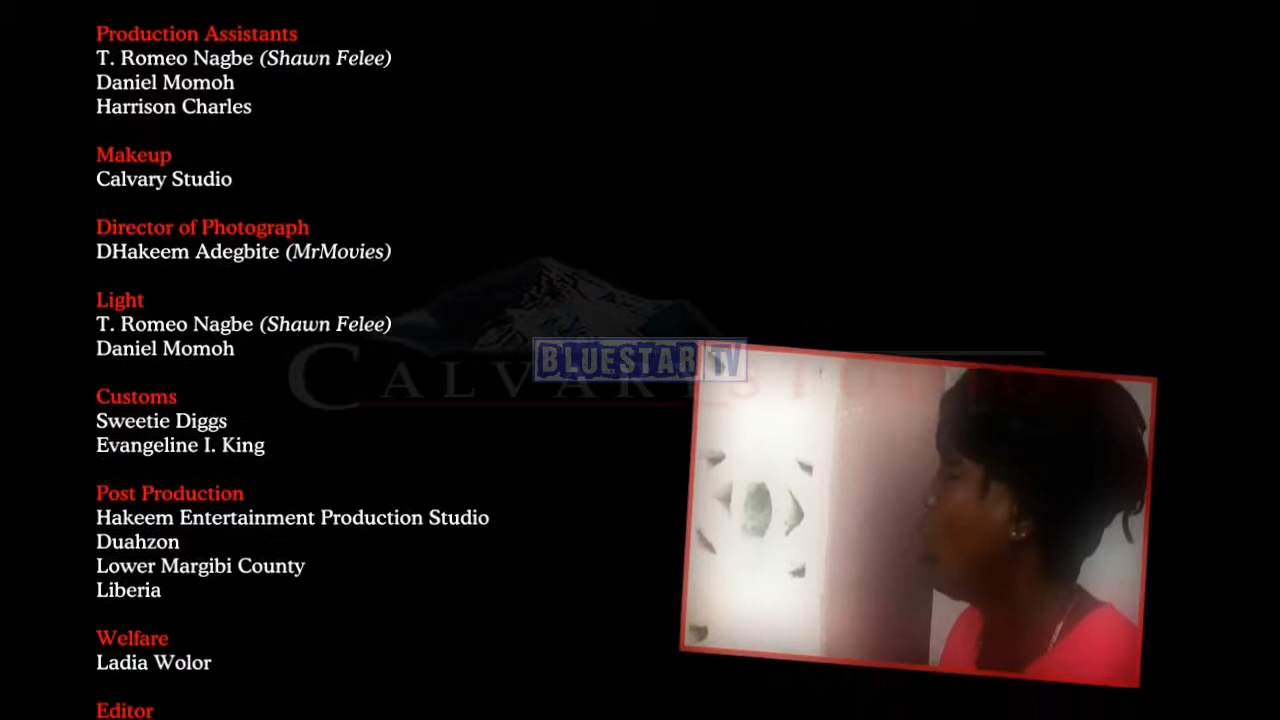 Production Assistants
T. Romeo Nagbe (Shawn Felee)
Daniel Momoh
Harrison Charles
Makeup
Calvary Studio
Director of Photograph
DHakeem Adegbite (MrMovies)
Light
T. Romeo Nagbe (Shawn Felee)
Daniel Momoh
Customs
Sweetie Diggs
Evangeline I. King
Post Production
Hakeem Entertainment Production Studio
Duahzon
Lower Margibi County
Liberia
Welfare
Ladia Wolor
Editor
BLUESTAR TV
CALVARY